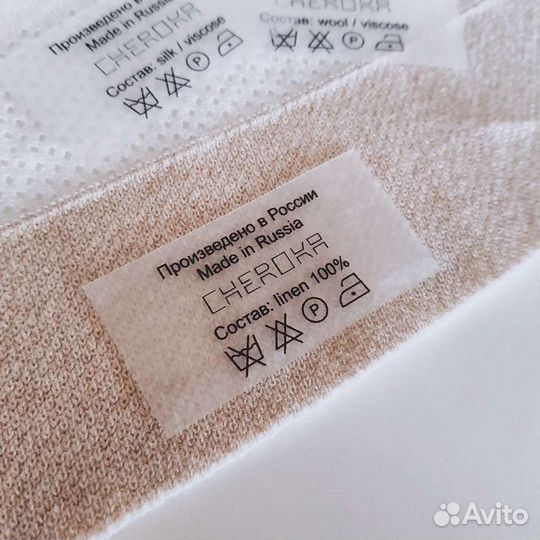 Произведено в России
Made in Russia
CHEROKA
Состав: silk / viscose
P
CHEROKA
Состав: wool / viscose
P
Произведено в России
Made in Russia
CHEROKA
Состав: linen 100%
P
Avito